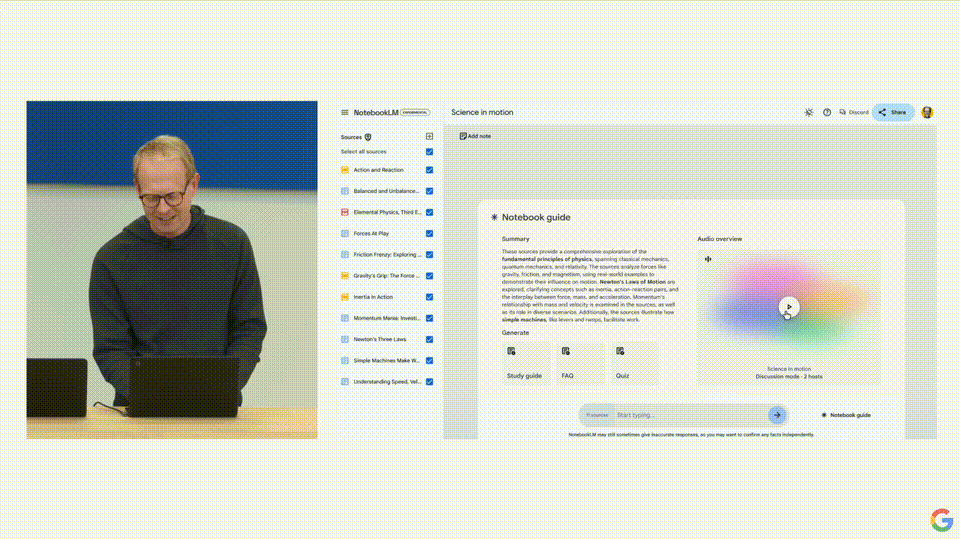 NotebookLM EXPERIMENTAL
Science in motion
Discord
Share
Sources
Select all sources
Action and Reaction
Balanced and Unbalance...
Elemental Physics, Third E...
Forces At Play
Friction Frenzy: Exploring ...
Gravity's Grip: The Force ...
Inertia In Action
Momentum Mania: Investi...
Newton's Three Laws
Simple Machines Make W...
Understanding Speed, Vel...
Add note
Notebook guide
Summary
These sources provide a comprehensive exploration of the
fundamental principles of physics, spanning classical mechanics,
quantum mechanics, and relativity. The sources analyze forces like
gravity, friction, and magnetism, using real-world examples to
demonstrate their influence on motion. Newton's Laws of Motion are
explored, clarifying concepts such as inertia, action-reaction pairs, and
the interplay between force, mass, and acceleration. Momentum's
relationship with mass and velocity is examined in the sources, as well
as its role in diverse scenarios. Additionally, the sources illustrate how
simple machines, like levers and ramps, facilitate work.
Generate
Study guide
FAQ
Quiz
Audio overview
Science in motion
Discussion mode · 2 hosts
11 sources
Start typing...
Notebook guide
NotebookLM may still sometimes give inaccurate responses, so you may want to confirm any facts independently.
G